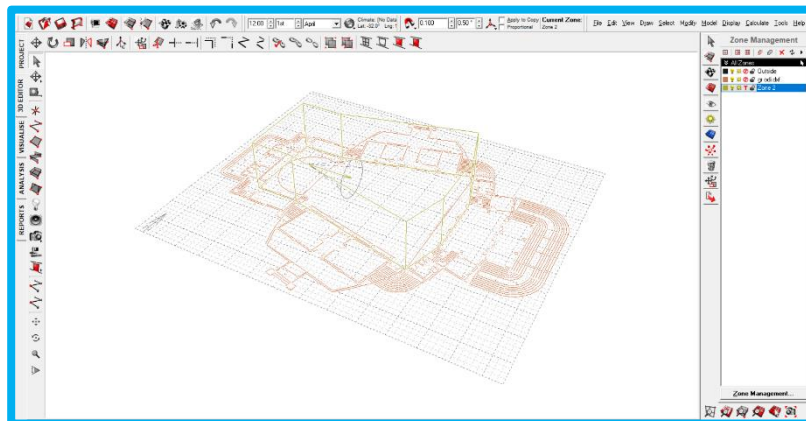 12:00 1st April Climate: [No Data Lat: -32.0° Lng: 1 0.100 0.50° Apply to Copy Proportional Current Zone: Zone 2 File Edit View Draw Select Modify Model Display Calculate Tools Help
Zone Management
PROJECT
3D EDITOR
VISUALISE
ANALYSIS
REPORTS
All Zones
Outside
Zone 2
Zone Management...